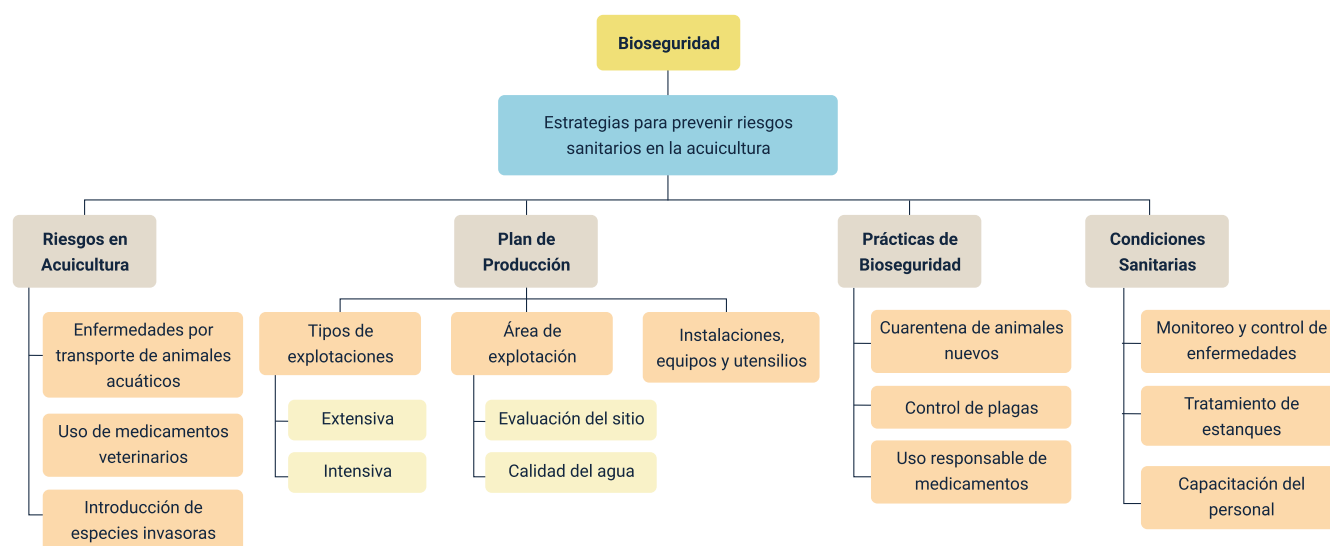 Bioseguridad
Estrategias para prevenir riesgos
sanitarios en la acuicultura
Riesgos en
Acuicultura
Enfermedades por
transporte de animales
acuáticos
Uso de medicamentos
veterinarios
Introducción de
especies invasoras
Plan de
Producción
Tipos de
explotaciones
Extensiva
Intensiva
Área de
explotación
Evaluación del sitio
Calidad del agua
Instalaciones,
equipos y utensilios
Prácticas de
Bioseguridad
Cuarentena de animales
nuevos
Control de plagas
Uso responsable de
medicamentos
Condiciones
Sanitarias
Monitoreo y control de
enfermedades
Tratamiento de
estanques
Capacitación del
personal